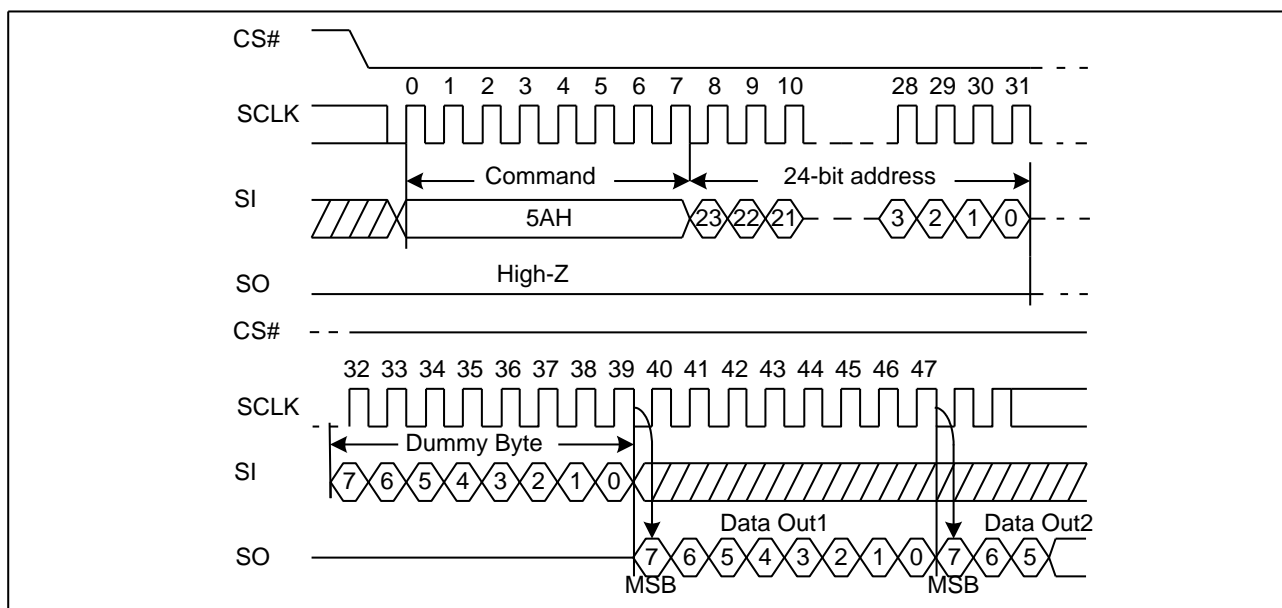 CS#
0 1 2 3 4 5 6 7 8 9 10 28 29 30 31
SCLK
Command 24-bit address
SI
5AH 23 22 21 3 2 1 0
High-Z
SO
CS#
32 33 34 35 36 37 38 39 40 41 42 43 44 45 46 47
SCLK
Dummy Byte
SI 7 6 5 4 3 2 1 0
Data Out1 Data Out2
SO 7 6 5 4 3 2 1 0 7 6 5
MSB MSB